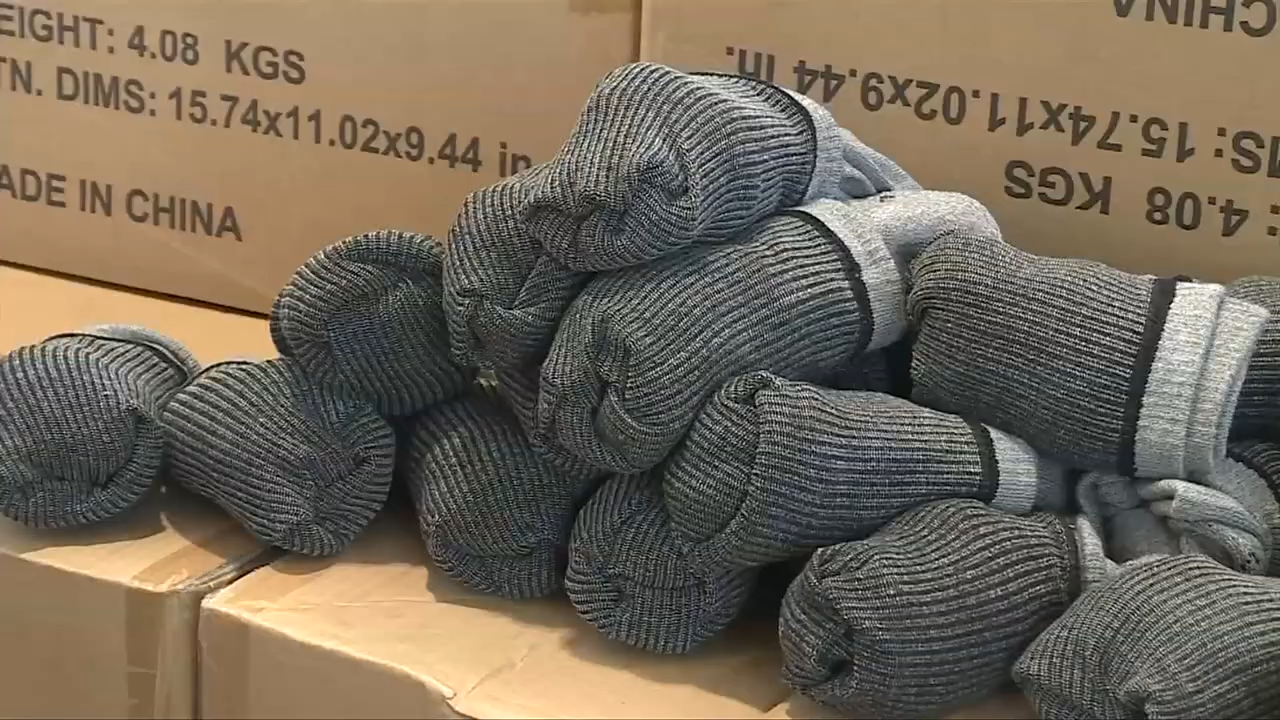 EIGHT: 4.08 KGS
TN. DIMS: 15.74x11.02x9.44 in
ADE IN CHINA
CHINA
MS: 15.74x11.02x9.44 in.
: 4.08 KGS